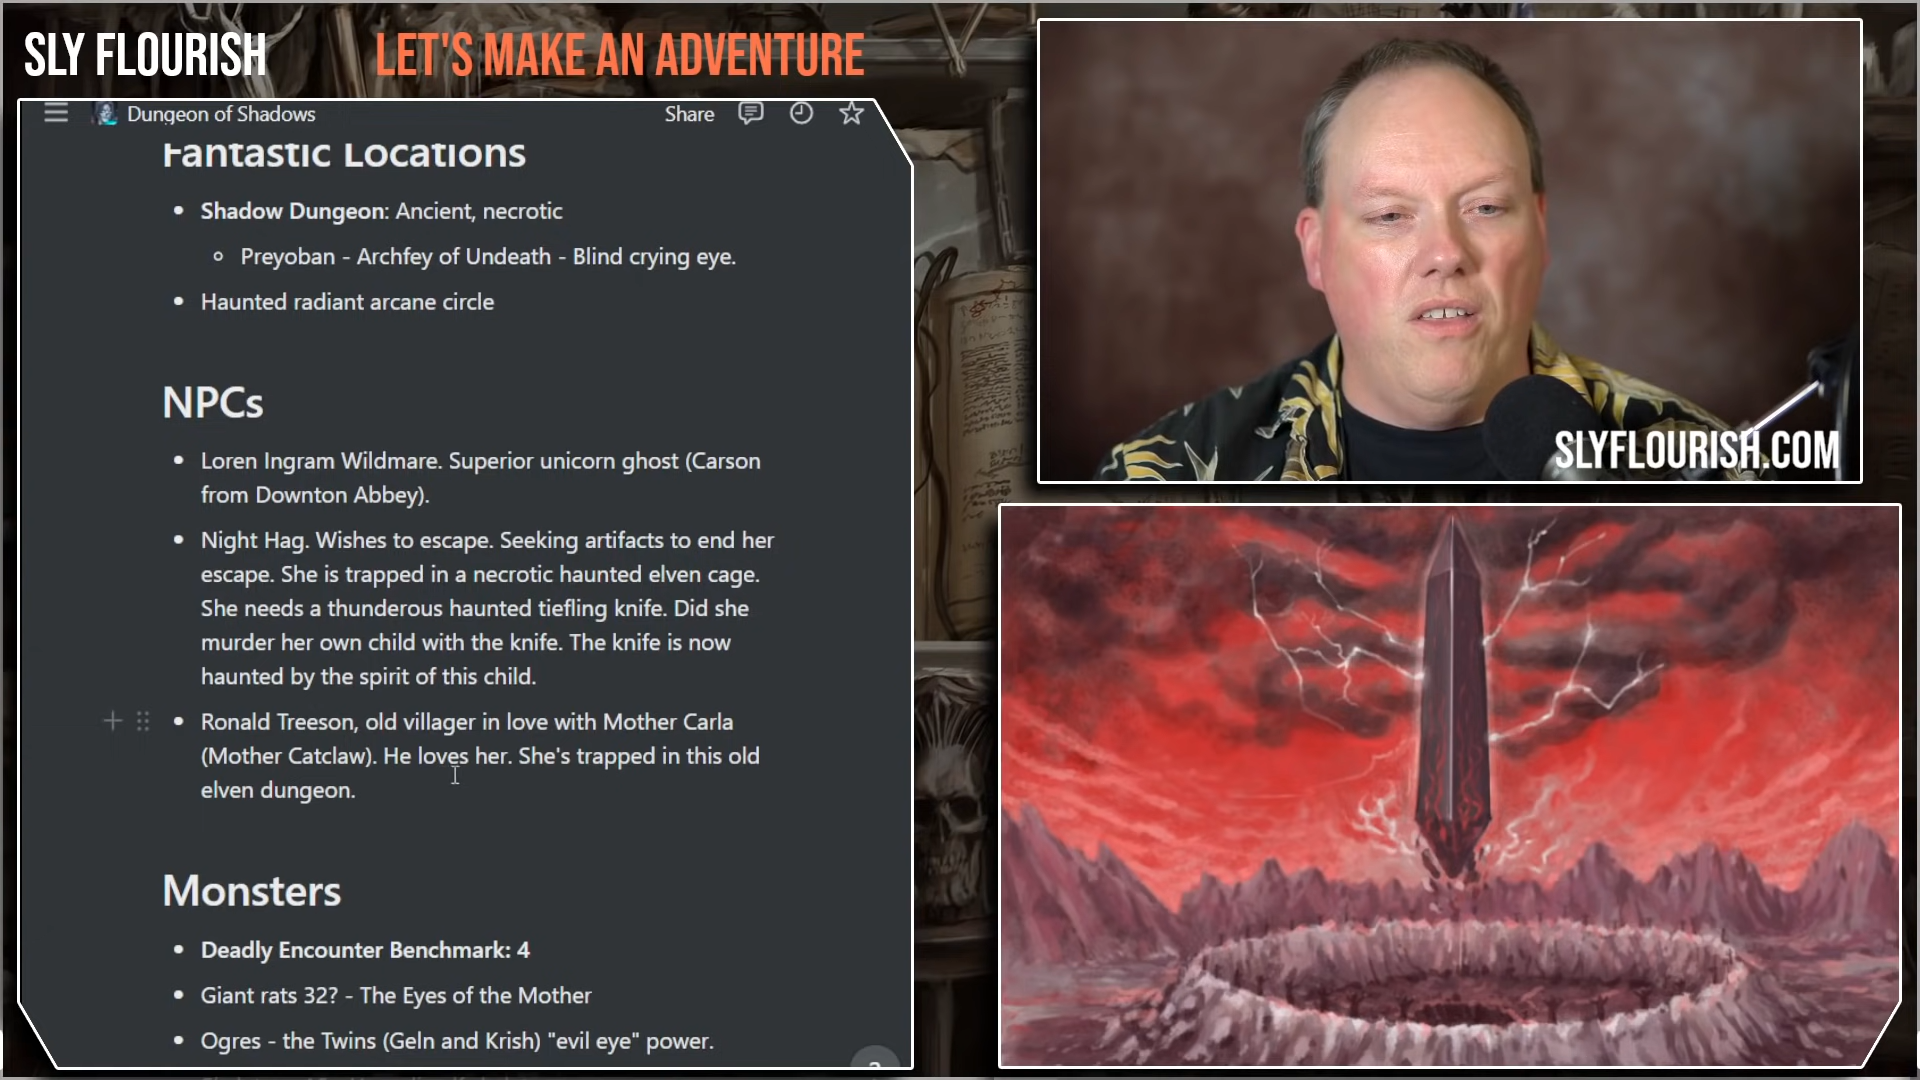 SLY FLOURISH
LET'S MAKE AN ADVENTURE
Dungeon of Shadows
Share
Fantastic Locations
Shadow Dungeon: Ancient, necrotic
Preyoban - Archfey of Undeath - Blind crying eye.
Haunted radiant arcane circle
NPCs
Loren Ingram Wildmare. Superior unicorn ghost (Carson
from Downton Abbey).
Night Hag. Wishes to escape. Seeking artifacts to end her
escape. She is trapped in a necrotic haunted elven cage.
She needs a thunderous haunted tiefling knife. Did she
murder her own child with the knife. The knife is now
haunted by the spirit of this child.
Ronald Treeson, old villager in love with Mother Carla
(Mother Catclaw). He loves her. She's trapped in this old
elven dungeon.
Monsters
Deadly Encounter Benchmark: 4
Giant rats 32? - The Eyes of the Mother
Ogres - the Twins (Geln and Krish) "evil eye" power.
SLYFLOURISH.COM